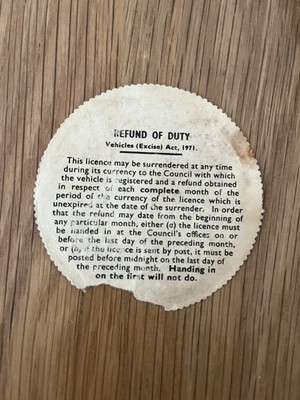 REFUND OF DUTY
Vehicles (Excise) Act, 1971.
This licence may be surrendered at any time
during its currency to the Council with which
the vehicle is registered and a refund obtained
in respect of each complete month of the
period of the currency of the licence which is
unexpired at the date of the surrender. In order
that the refund may date from the beginning of
any particular month, either (a) the licence must
be handed in at the Council's offices on or
before the last day of the preceding month,
or (b) if the licence is sent by post, it must be
posted before midnight on the last day of
the preceding month. Handing in
on the first will not do.